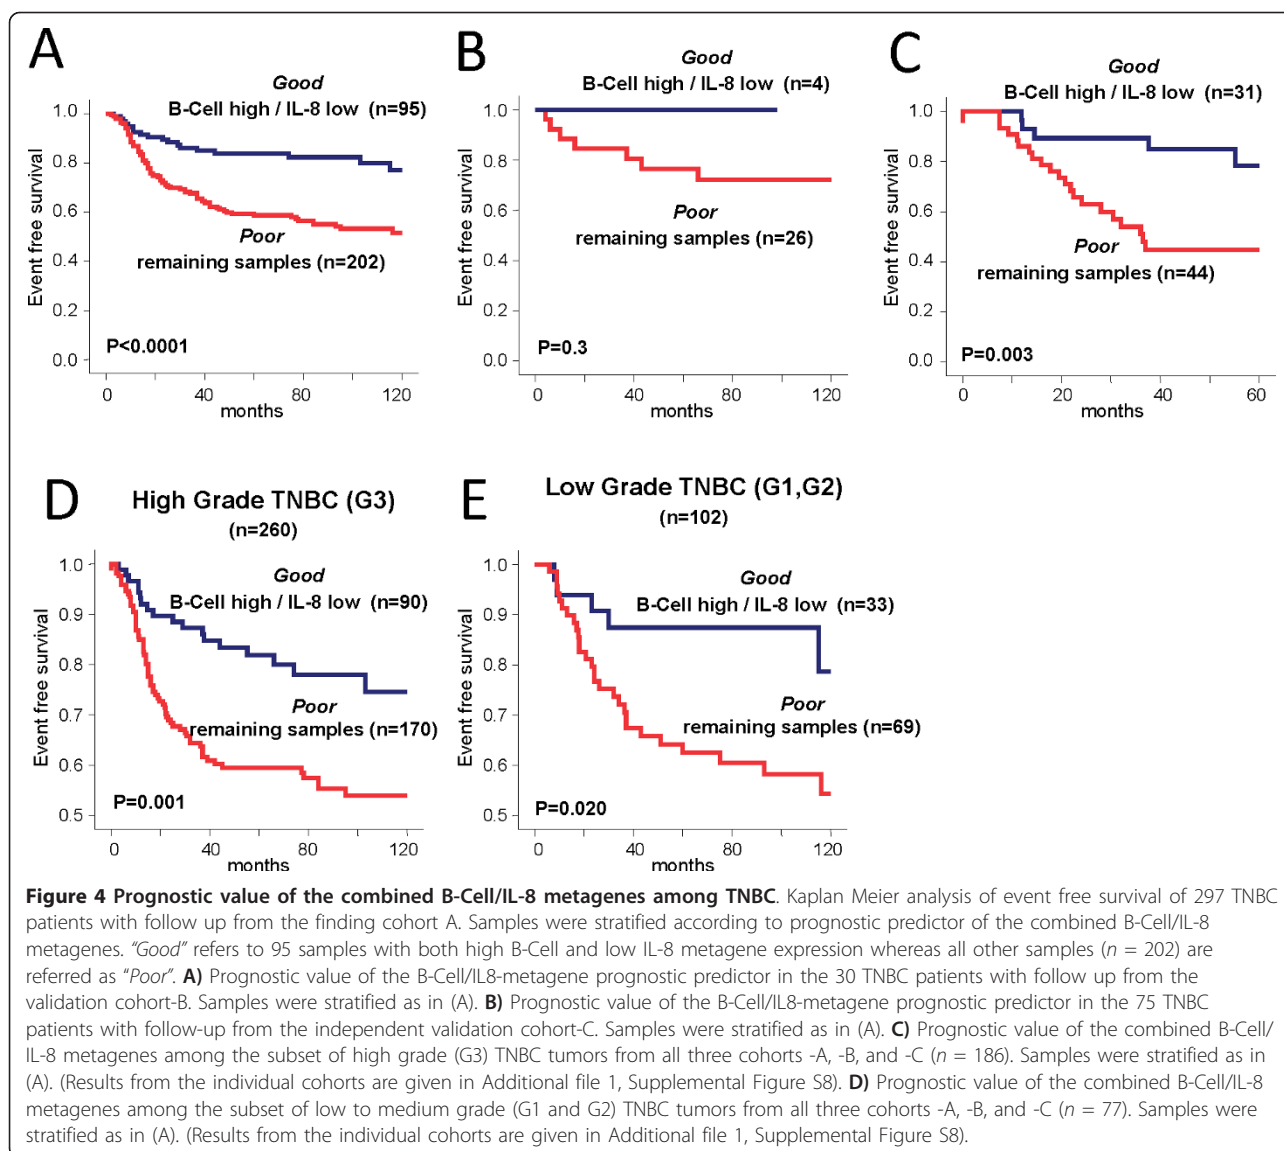 A
Good
B-Cell high / IL-8 low (n=95)
1.0
0.8
0.6
0.4
0.2
0.0
Event free survival
Poor
remaining samples (n=202)
P<0.0001
0 40 80 120
months
B
Good
B-Cell high / IL-8 low (n=4)
1.0
0.8
0.6
0.4
0.2
0.0
Event free survival
Poor
remaining samples (n=26)
P=0.3
0 40 80 120
months
C
Good
B-Cell high / IL-8 low (n=31)
1.0
0.8
0.6
0.4
0.2
0.0
Event free survival
Poor
remaining samples (n=44)
P=0.003
0 20 40 60
months
D
High Grade TNBC (G3)
(n=260)
1.0
0.9
0.8
0.7
0.6
0.5
Event free survival
Good
B-Cell high / IL-8 low (n=90)
Poor
remaining samples (n=170)
P=0.001
0 40 80 120
months
E
Low Grade TNBC (G1,G2)
(n=102)
1.0
0.9
0.8
0.7
0.6
0.5
Event free survival
Good
B-Cell high / IL-8 low (n=33)
Poor
remaining samples (n=69)
P=0.020
0 40 80 120
months
Figure 4 Prognostic value of the combined B-Cell/IL-8 metagenes among TNBC. Kaplan Meier analysis of event free survival of 297 TNBC
patients with follow up from the finding cohort A. Samples were stratified according to prognostic predictor of the combined B-Cell/IL-8
metagenes. "Good" refers to 95 samples with both high B-Cell and low IL-8 metagene expression whereas all other samples (n = 202) are
referred as "Poor". A) Prognostic value of the B-Cell/IL8-metagene prognostic predictor in the 30 TNBC patients with follow up from the
validation cohort-B. Samples were stratified as in (A). B) Prognostic value of the B-Cell/IL8-metagene prognostic predictor in the 75 TNBC
patients with follow-up from the independent validation cohort-C. Samples were stratified as in (A). C) Prognostic value of the combined B-Cell/
IL-8 metagenes among the subset of high grade (G3) TNBC tumors from all three cohorts -A, -B, and -C (n = 186). Samples were stratified as in
(A). (Results from the individual cohorts are given in Additional file 1, Supplemental Figure S8). D) Prognostic value of the combined B-Cell/IL-8
metagenes among the subset of low to medium grade (G1 and G2) TNBC tumors from all three cohorts -A, -B, and -C (n = 77). Samples were
stratified as in (A). (Results from the individual cohorts are given in Additional file 1, Supplemental Figure S8).